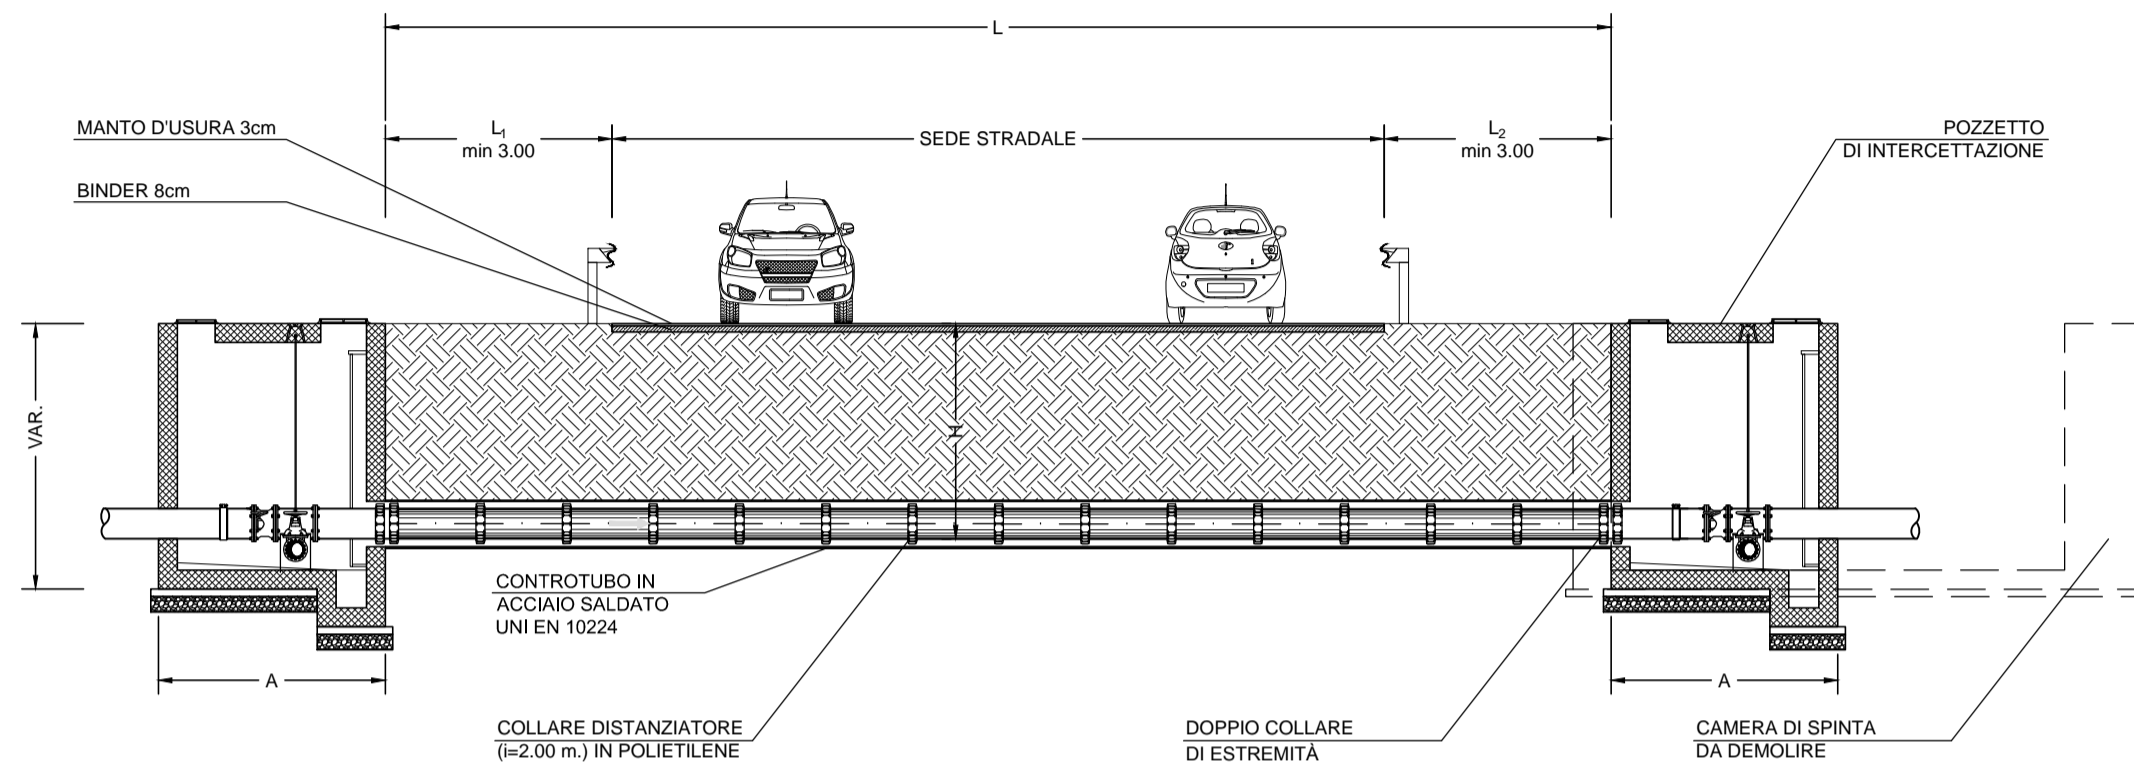 L
MANTO D'USURA 3cm
L1
min 3.00
SEDE STRADALE
L2
min 3.00
POZZETTO
DI INTERCETTAZIONE
BINDER 8cm
VAR.
H
CONTROTUBO IN
ACCIAIO SALDATO
UNI EN 10224
A
A
COLLARE DISTANZIATORE
(i=2.00 m.) IN POLIETILENE
DOPPIO COLLARE
DI ESTREMITÀ
CAMERA DI SPINTA
DA DEMOLIRE